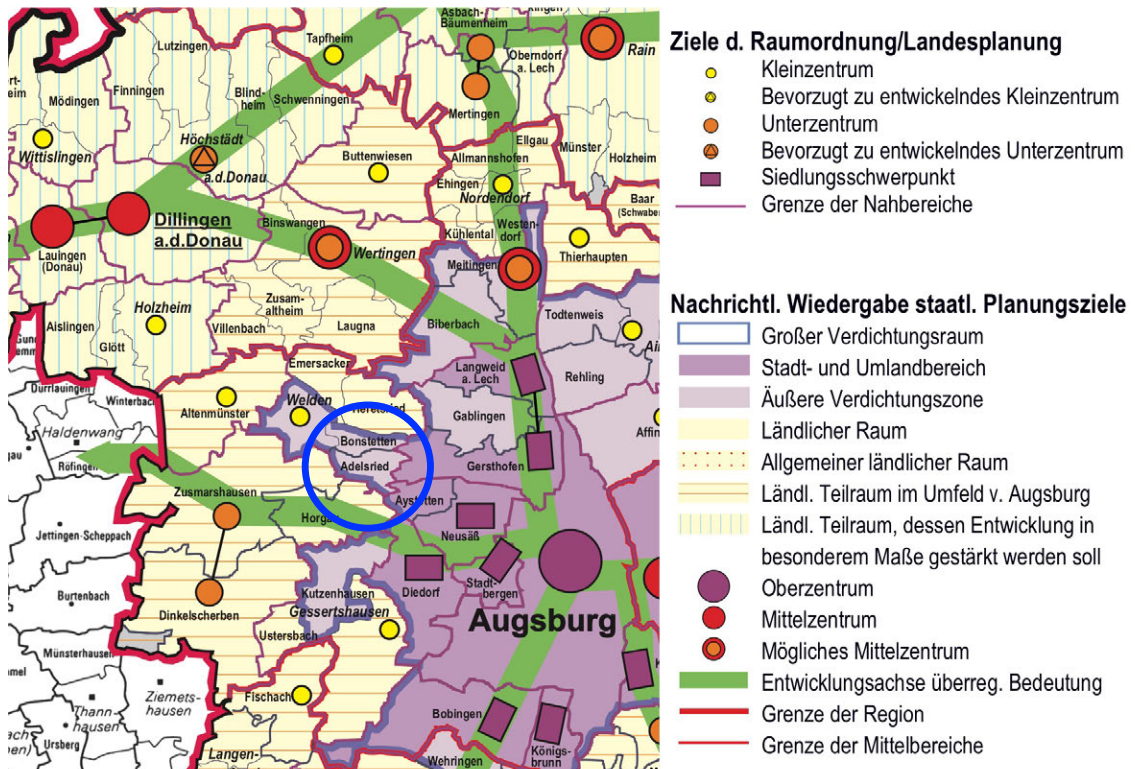 Asbach-
Bäumenheim
Tapfheim
Lutzingen
Oberndorf
a. Lech
Rain
Finningen
Blind-
heim
Schwenningen
Mödingen
heim
Mertingen
Höchstädt
a.d.Donau
Wittislingen
Buttenwiesen
Ellgau
Münster
Allmannshofen
Holzheim
Ehingen
Nordendorf
Baar
(Schwaben
Dillingen
a.d.Donau
Binswangen
Westen-
dorf
Kühlental
Lauingen
(Donau)
Wertingen
Meitingen
Thierhaupten
Holzheim
Zusam-
altheim
Aislingen
Villenbach
Laugna
Biberbach
Todtenweis
Glött
Emersacker
Langweid
a. Lech
Rehling
Dürrlauingen
Winterbach
Welden
Altenmünster
Heretsried
Gablingen
Haldenwang
Bonstetten
Affin
Röfingen
Adelsried
Gersthofen
Zusmarshausen
Aystetten
Horgau
Jettingen-Scheppach
Neusäß
Stadt-
bergen
Diedorf
Burtenbach
Kutzenhausen
Dinkelscherben
Gessertshausen
Augsburg
Ustersbach
Münsterhausen
Ziemets-
hausen
Fischach
Thann-
hausen
Bobingen
Ursberg
Langen-
Königs-
brunn
Wehringen
Ziele d. Raumordnung/Landesplanung
Kleinzentrum
Bevorzugt zu entwickelndes Kleinzentrum
Unterzentrum
Bevorzugt zu entwickelndes Unterzentrum
Siedlungsschwerpunkt
Grenze der Nahbereiche
Nachrichtl. Wiedergabe staatl. Planungsziele
Großer Verdichtungsraum
Stadt- und Umlandbereich
Äußere Verdichtungszone
Ländlicher Raum
Allgemeiner ländlicher Raum
Ländl. Teilraum im Umfeld v. Augsburg
Ländl. Teilraum, dessen Entwicklung in
besonderem Maße gestärkt werden soll
Oberzentrum
Mittelzentrum
Mögliches Mittelzentrum
Entwicklungsachse überreg. Bedeutung
Grenze der Region
Grenze der Mittelbereiche